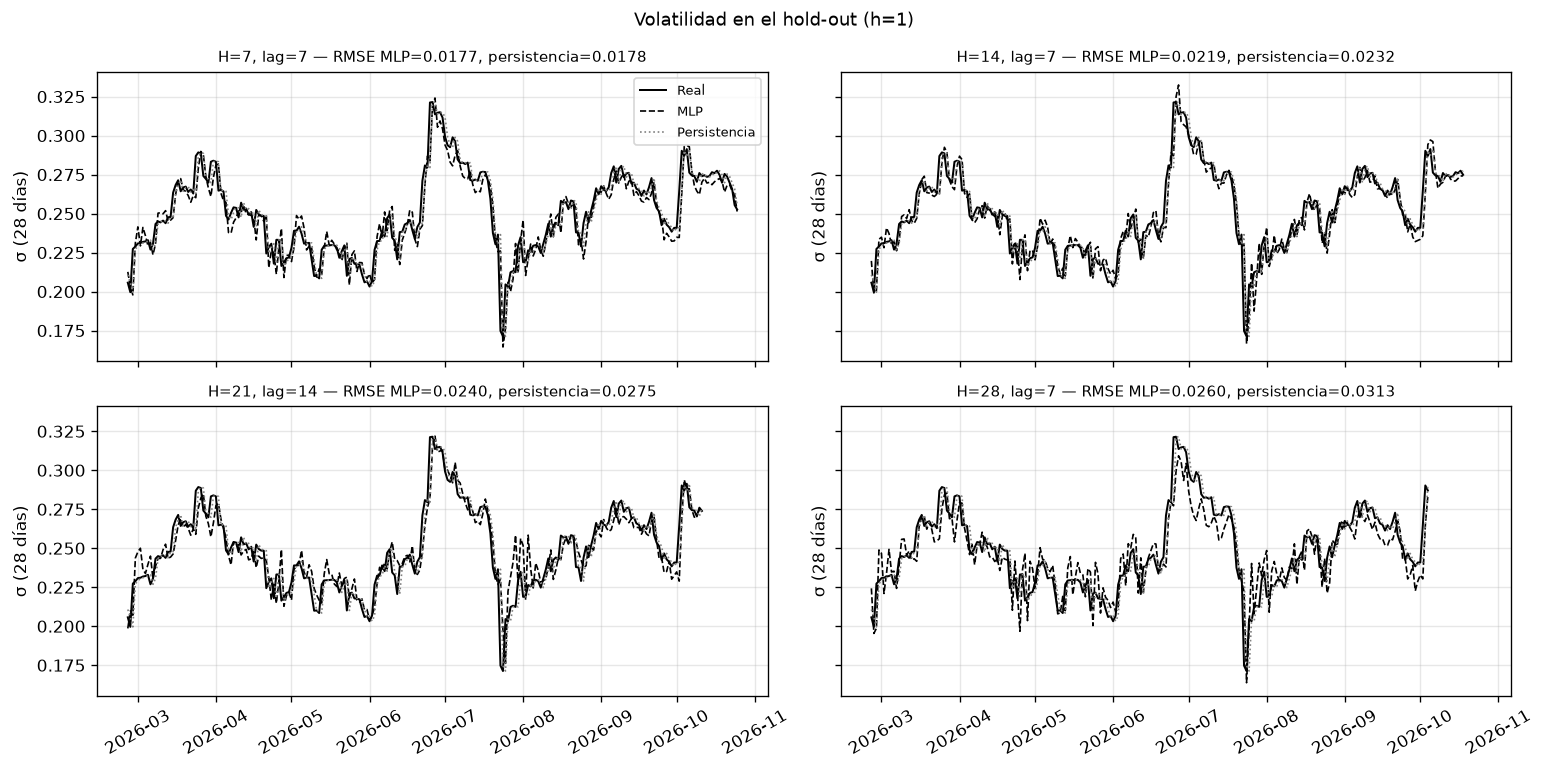 Volatilidad en el hold-out (h=1)
H=7, lag=7 — RMSE MLP=0.0177, persistencia=0.0178
H=14, lag=7 — RMSE MLP=0.0219, persistencia=0.0232
Real
MLP
Persistencia
σ (28 días)
0.325
0.300
0.275
0.250
0.225
0.200
0.175
σ (28 días)
H=21, lag=14 — RMSE MLP=0.0240, persistencia=0.0275
H=28, lag=7 — RMSE MLP=0.0260, persistencia=0.0313
σ (28 días)
0.325
0.300
0.275
0.250
0.225
0.200
0.175
σ (28 días)
2026-03 2026-04 2026-05 2026-06 2026-07 2026-08 2026-09 2026-10 2026-11
2026-03 2026-04 2026-05 2026-06 2026-07 2026-08 2026-09 2026-10 2026-11